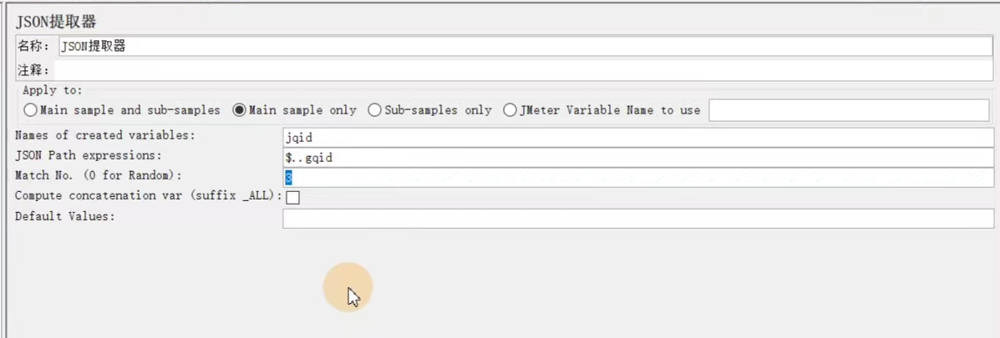 JSON提取器
名称： JSON提取器
注释：
Apply to:
Main sample and sub-samples Main sample only Sub-samples only JMeter Variable Name to use
Names of created variables: jqid
JSON Path expressions: $..gqid
Match No. (0 for Random): 3
Compute concatenation var (suffix _ALL):
Default Values: